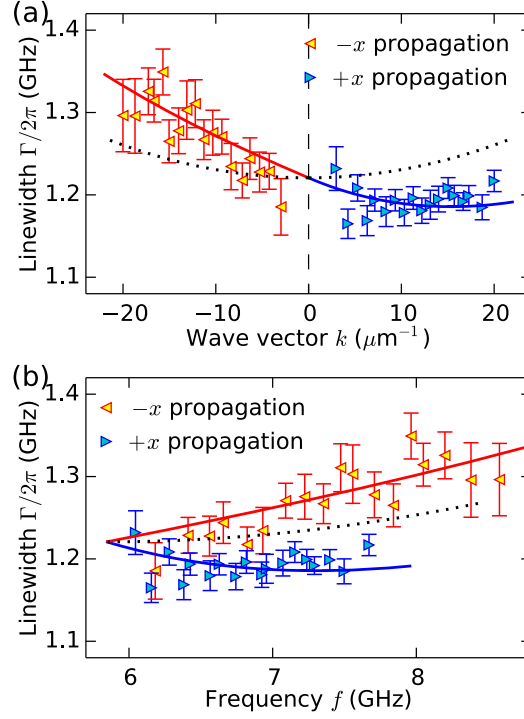 (a)
1.4
1.3
1.2
1.1
Linewidth Γ/2π (GHz)
−x propagation
+x propagation
−20 −10 0 10 20
Wave vector k (μm⁻¹)
(b)
1.4
1.3
1.2
1.1
Linewidth Γ/2π (GHz)
−x propagation
+x propagation
6 7 8
Frequency f (GHz)